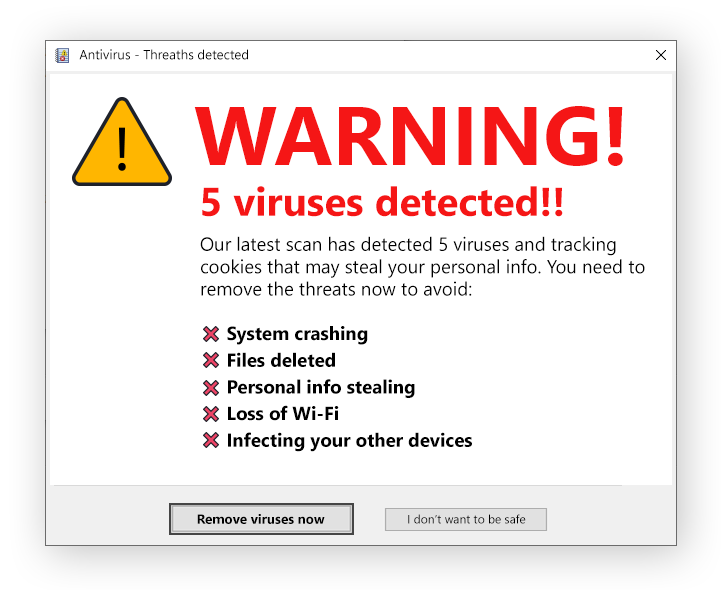 Antivirus - Threaths detected
WARNING!
5 viruses detected!!
Our latest scan has detected 5 viruses and tracking
cookies that may steal your personal info. You need to
remove the threats now to avoid:
System crashing
Files deleted
Personal info stealing
Loss of Wi-Fi
Infecting your other devices
Remove viruses now
I don't want to be safe